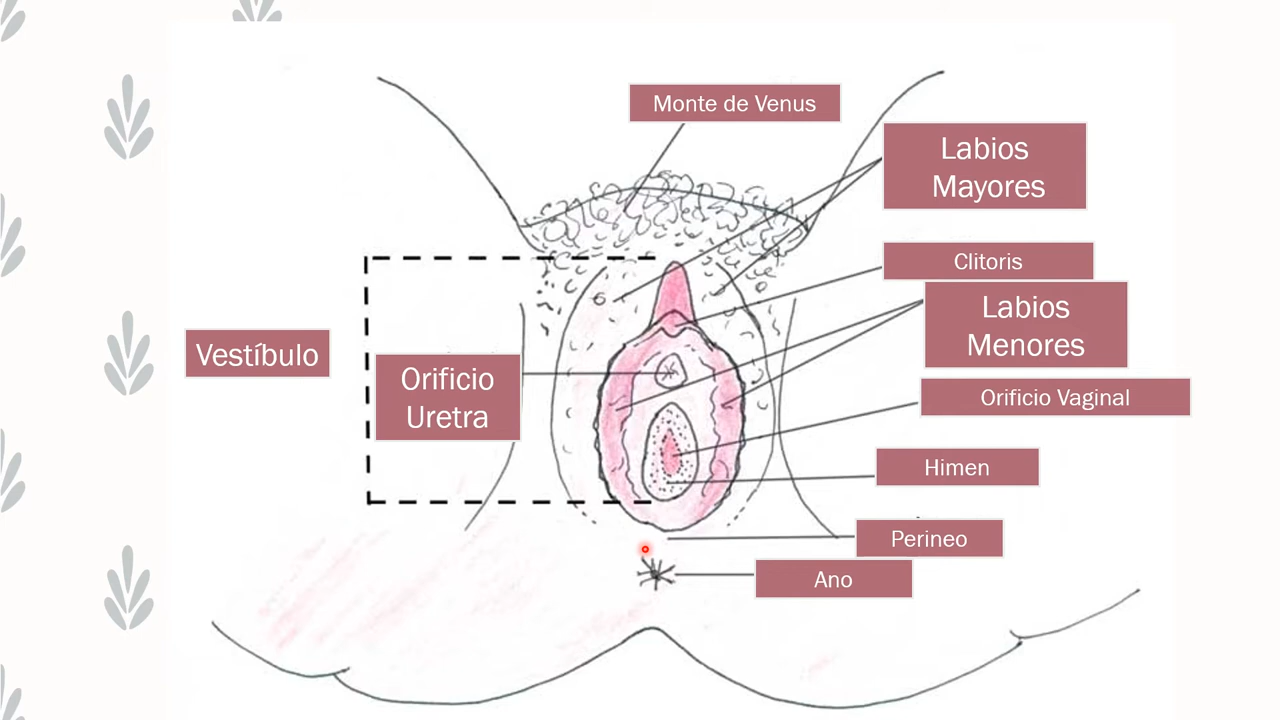 Monte de Venus
Labios
Mayores
Clitoris
Labios
Menores
Vestíbulo
Orificio
Uretra
Orificio Vaginal
Himen
Perineo
Ano